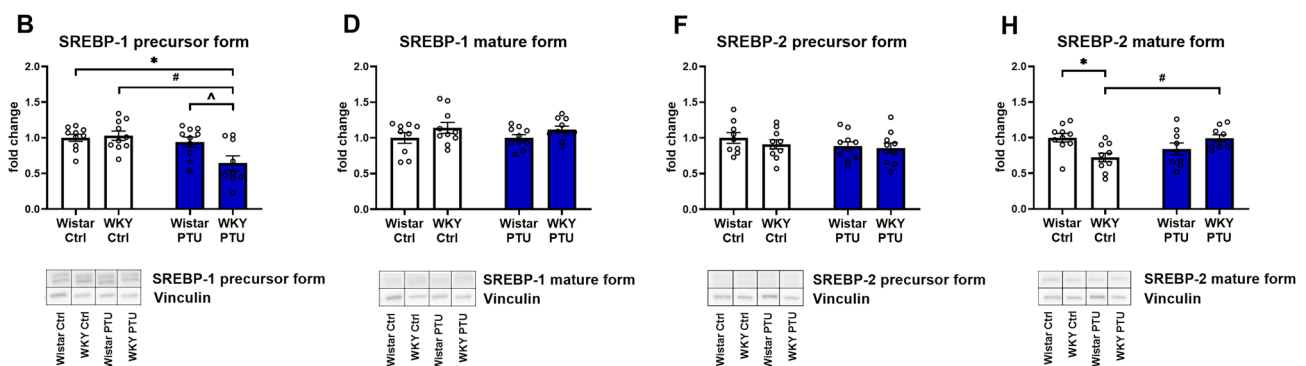 B
SREBP-1 precursor form
*
#
^
fold change
2.0
1.5
1.0
0.5
0.0
Wistar Ctrl
WKY Ctrl
Wistar PTU
WKY PTU
SREBP-1 precursor form
Vinculin
Wistar Ctrl
WKY Ctrl
Wistar PTU
WKY PTU
D
SREBP-1 mature form
fold change
2.0
1.5
1.0
0.5
0.0
Wistar Ctrl
WKY Ctrl
Wistar PTU
WKY PTU
SREBP-1 mature form
Vinculin
Wistar Ctrl
WKY Ctrl
Wistar PTU
WKY PTU
F
SREBP-2 precursor form
fold change
2.0
1.5
1.0
0.5
0.0
Wistar Ctrl
WKY Ctrl
Wistar PTU
WKY PTU
SREBP-2 precursor form
Vinculin
Wistar Ctrl
WKY Ctrl
Wistar PTU
WKY PTU
H
SREBP-2 mature form
*
#
fold change
2.0
1.5
1.0
0.5
0.0
Wistar Ctrl
WKY Ctrl
Wistar PTU
WKY PTU
SREBP-2 mature form
Vinculin
Wistar Ctrl
WKY Ctrl
Wistar PTU
WKY PTU